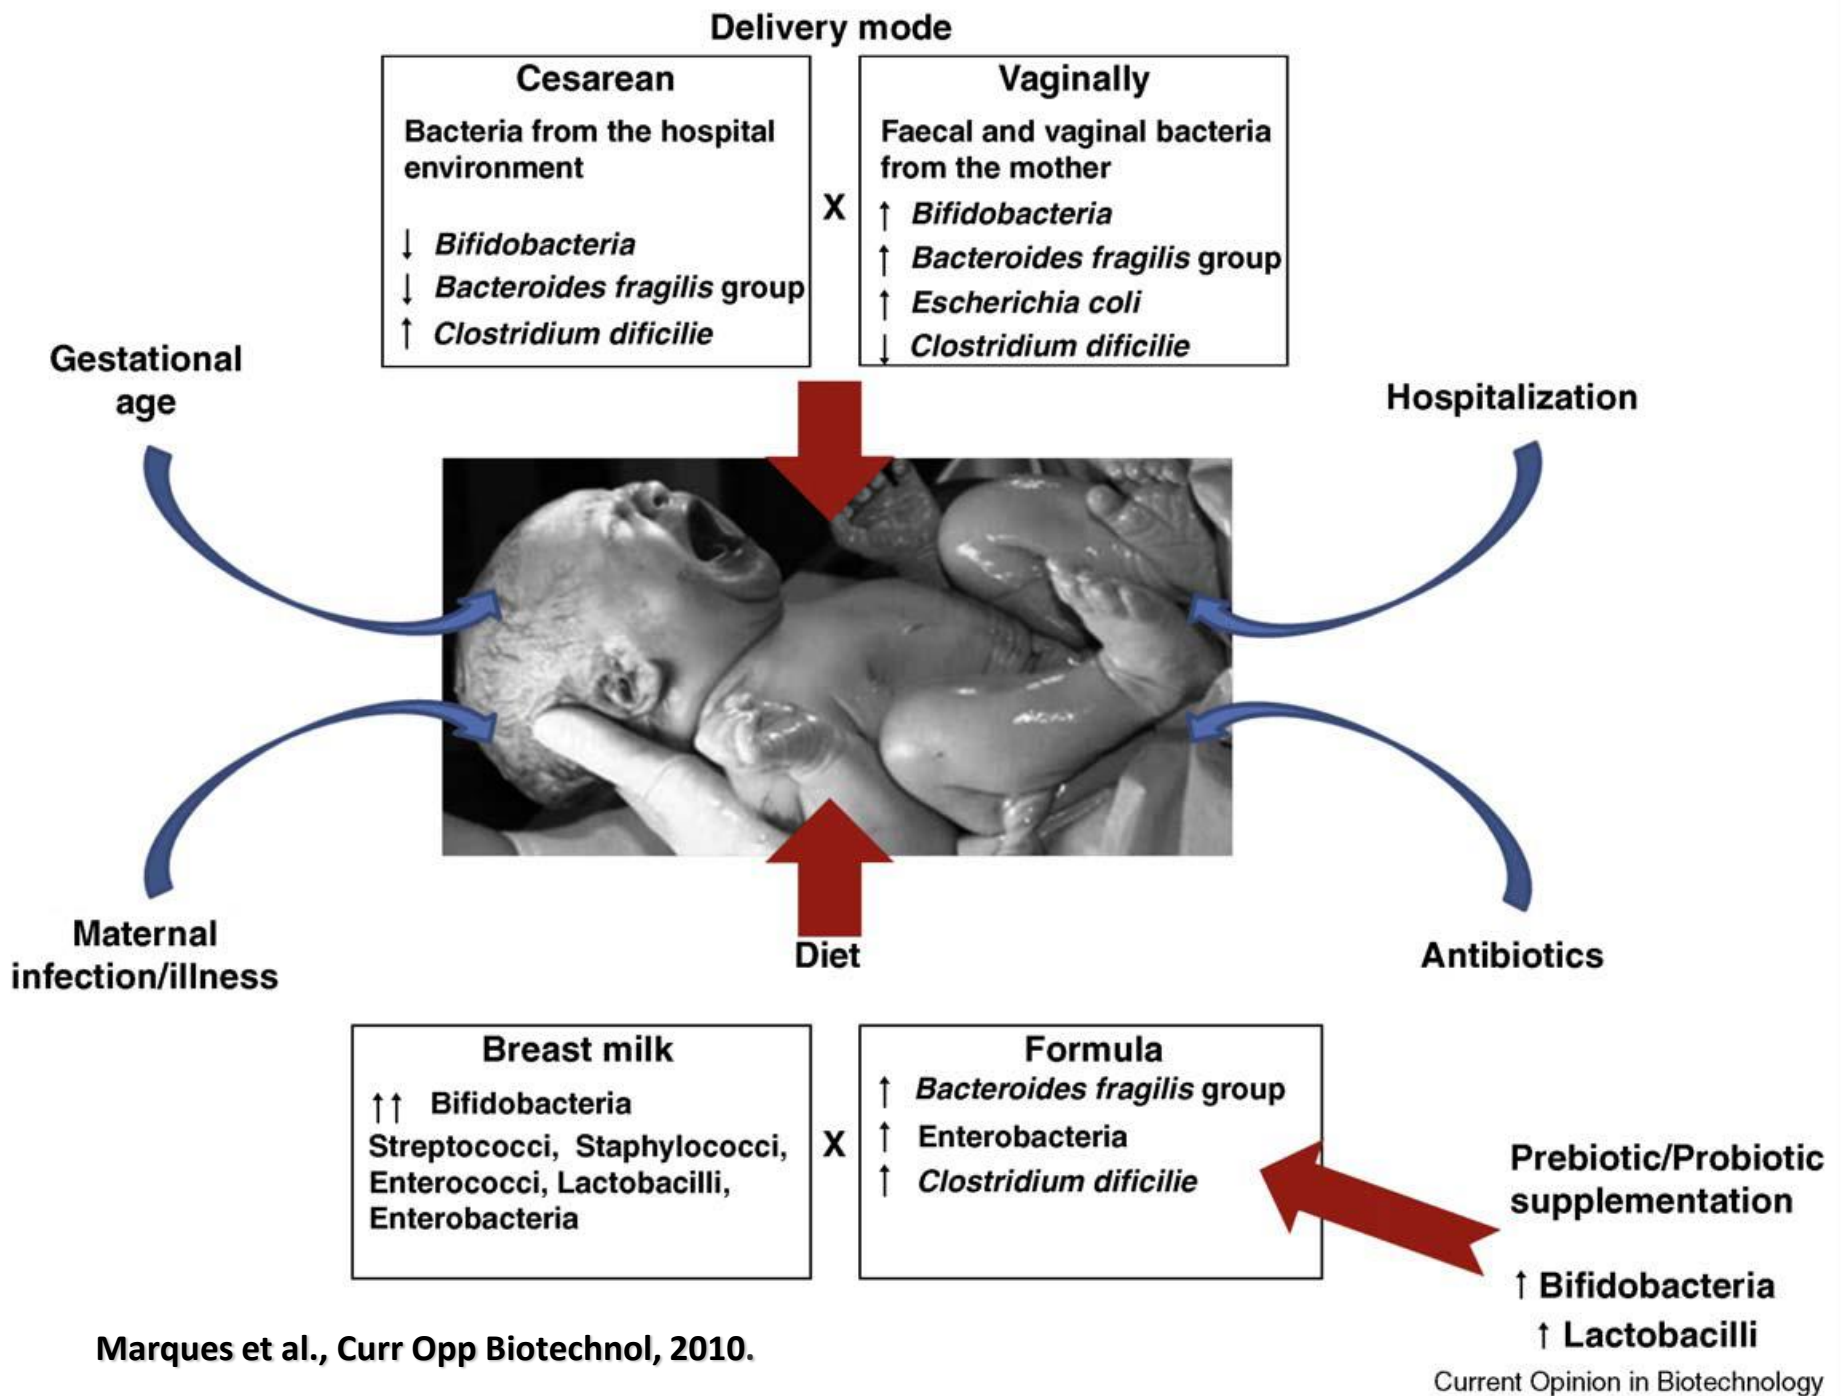 Delivery mode
Cesarean
Bacteria from the hospital
environment
↓ Bifidobacteria
↓ Bacteroides fragilis group
↑ Clostridium dificilie
X
Vaginally
Faecal and vaginal bacteria
from the mother
↑ Bifidobacteria
↑ Bacteroides fragilis group
↑ Escherichia coli
↓ Clostridium dificilie
Gestational
age
Hospitalization
Maternal
infection/illness
Diet
Antibiotics
Breast milk
↑↑ Bifidobacteria
Streptococci, Staphylococci,
Enterococci, Lactobacilli,
Enterobacteria
X
Formula
↑ Bacteroides fragilis group
↑ Enterobacteria
↑ Clostridium dificilie
Prebiotic/Probiotic
supplementation
↑ Bifidobacteria
↑ Lactobacilli
Marques et al., Curr Opp Biotechnol, 2010.
Current Opinion in Biotechnology